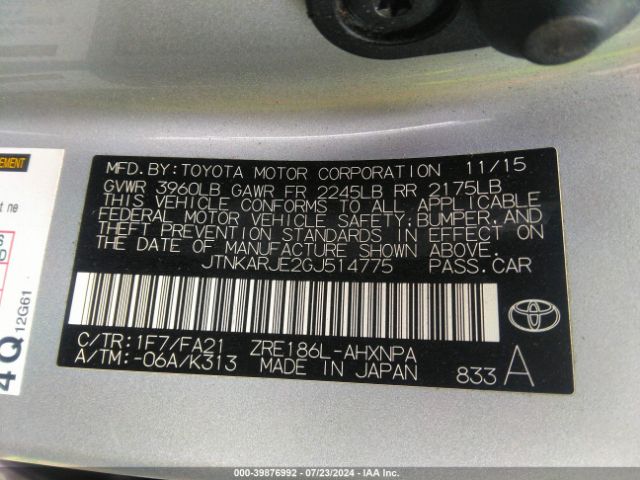 MFD.BY:TOYOTA MOTOR CORPORATION 11/15
GVWR 3960LB GAWR FR 2245LB RR 2175LB
THIS VEHICLE CONFORMS TO ALL APPLICABLE
FEDERAL MOTOR VEHICLE SAFETY,BUMPER,AND
THEFT PREVENTION STANDARDS IN EFFECT ON
THE DATE OF MANUFACTURE SHOWN ABOVE.
JTNKARJE2GJ514775 PASS.CAR
C/TR:1F7/FA21 ZRE186L-AHXNPA
A/TM:-06A/K313 MADE IN JAPAN 833 A
TOYOTA
EMENT
t ne
4Q
12G61
000-39876992 - 07/23/2024 - IAA Inc.